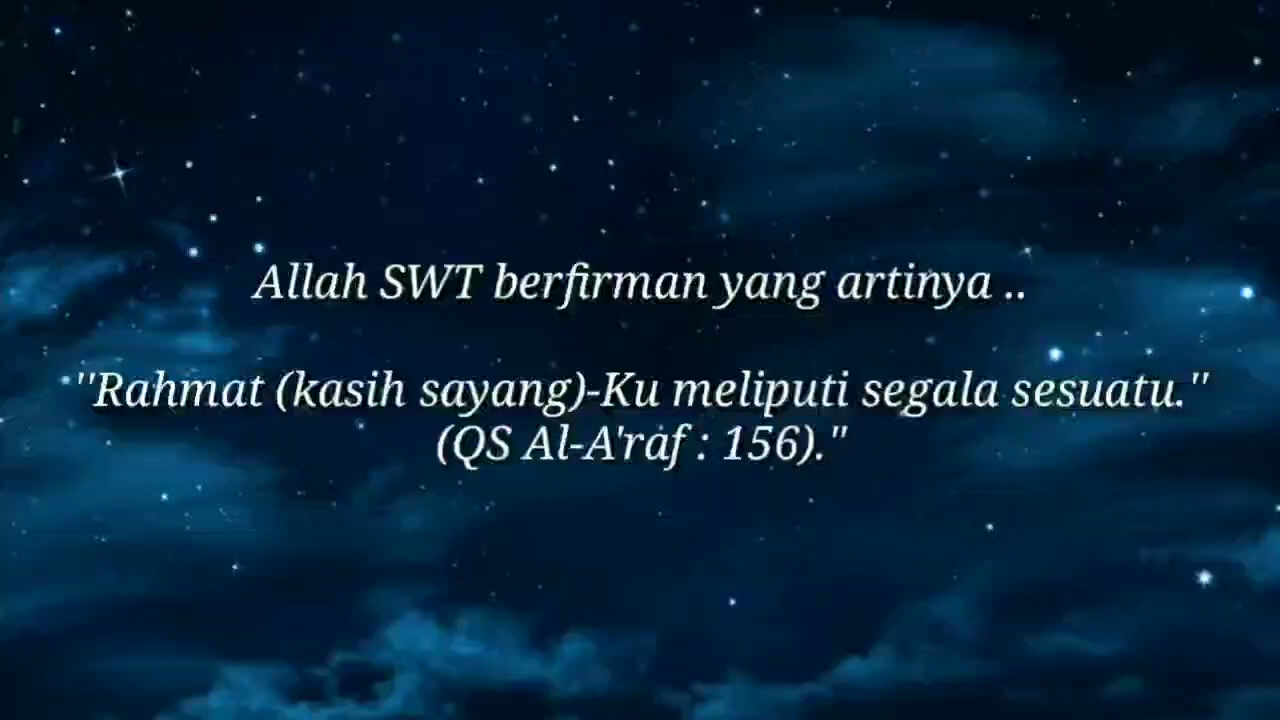 Allah SWT berfirman yang artinya ..
''Rahmat (kasih sayang)-Ku meliputi segala sesuatu.''
(QS Al-A'raf : 156)."